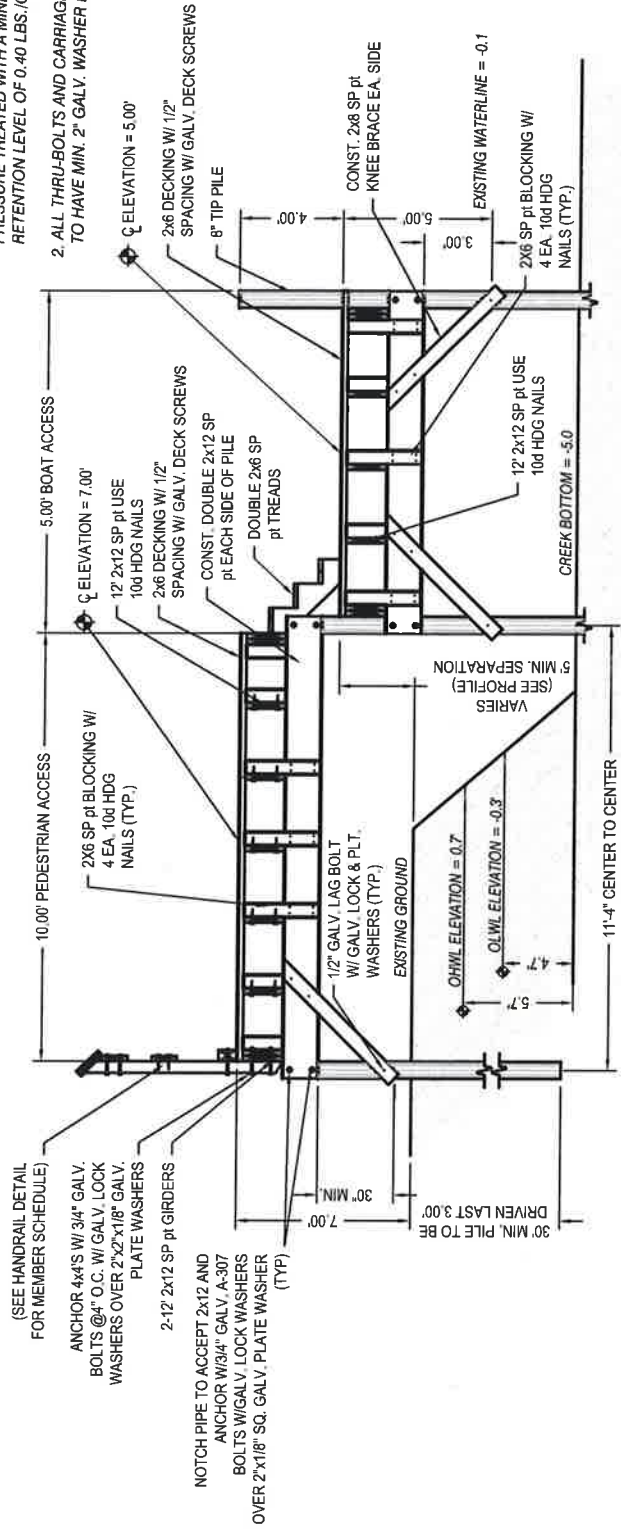 PRESSURE TREATED WITH A
RETENTION LEVEL OF 0.40 LBS./
2. ALL THRU-BOLTS AND
TO HAVE MIN. 2" GALV. WASHER
10.00' PEDESTRIAN ACCESS
5.00' BOAT ACCESS
(SEE HANDRAIL DETAIL
FOR MEMBER SCHEDULE)
ANCHOR 4x4'S W/ 3/4" GALV.
BOLTS @4" O.C. W/ GALV. LOCK
WASHERS OVER 2"x2"x1/8" GALV.
PLATE WASHERS
2-12' 2x12 SP pt GIRDERS
NOTCH PIPE TO ACCEPT 2x12 AND
ANCHOR W/3/4" GALV. A-307
BOLTS W/GALV. LOCK WASHERS
OVER 2"x1/8" SQ. GALV. PLATE WASHER
(TYP)
2X6 SP pt BLOCKING W/
4 EA. 10d HDG
NAILS (TYP.)
℄ ELEVATION = 7.00'
12' 2x12 SP pt USE
10d HDG NAILS
2x6 DECKING W/ 1/2"
SPACING W/ GALV. DECK SCREWS
CONST. DOUBLE 2x12 SP
pt EACH SIDE OF PILE
DOUBLE 2x6 SP
pt TREADS
℄ ELEVATION = 5.00'
2x6 DECKING W/ 1/2"
SPACING W/ GALV. DECK SCREWS
8" TIP PILE
4.00'
5.00'
3.00'
CONST. 2x8 SP pt
KNEE BRACE EA. SIDE
EXISTING WATERLINE = -0.1
2X6 SP pt BLOCKING W/
4 EA. 10d HDG
NAILS (TYP.)
12' 2x12 SP pt USE
10d HDG NAILS
CREEK BOTTOM = -5.0
VARIES
(SEE PROFILE)
5' MIN. SEPARATION
1/2" GALV. LAG BOLT
W/ GALV. LOCK & PLT.
WASHERS (TYP.)
EXISTING GROUND
OHWL ELEVATION = 0.7'
OLWL ELEVATION = -0.3'
5.7'
4.7'
30" MIN.
7.00'
30' MIN. PILE TO BE
DRIVEN LAST 3.00'
11'-4" CENTER TO CENTER